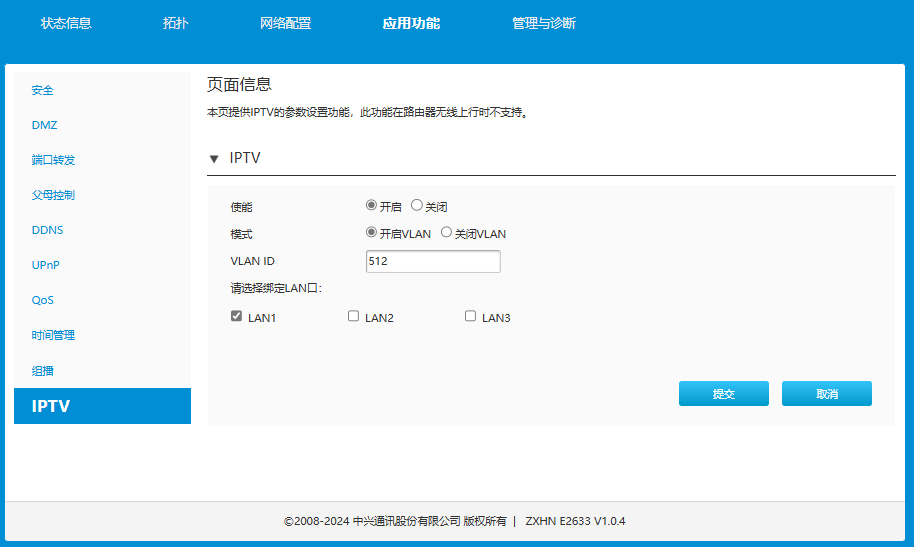 状态信息 拓扑 网络配置 应用功能 管理与诊断
安全
DMZ
端口转发
父母控制
DDNS
UPnP
QoS
时间管理
组播
IPTV
页面信息
本页提供IPTV的参数设置功能，此功能在路由器无线上行时不支持。
IPTV
使能 开启 关闭
模式 开启VLAN 关闭VLAN
VLAN ID 512
请选择绑定LAN口：
LAN1 LAN2 LAN3
提交 取消
©2008-2024 中兴通讯股份有限公司 版权所有 | ZXHN E2633 V1.0.4